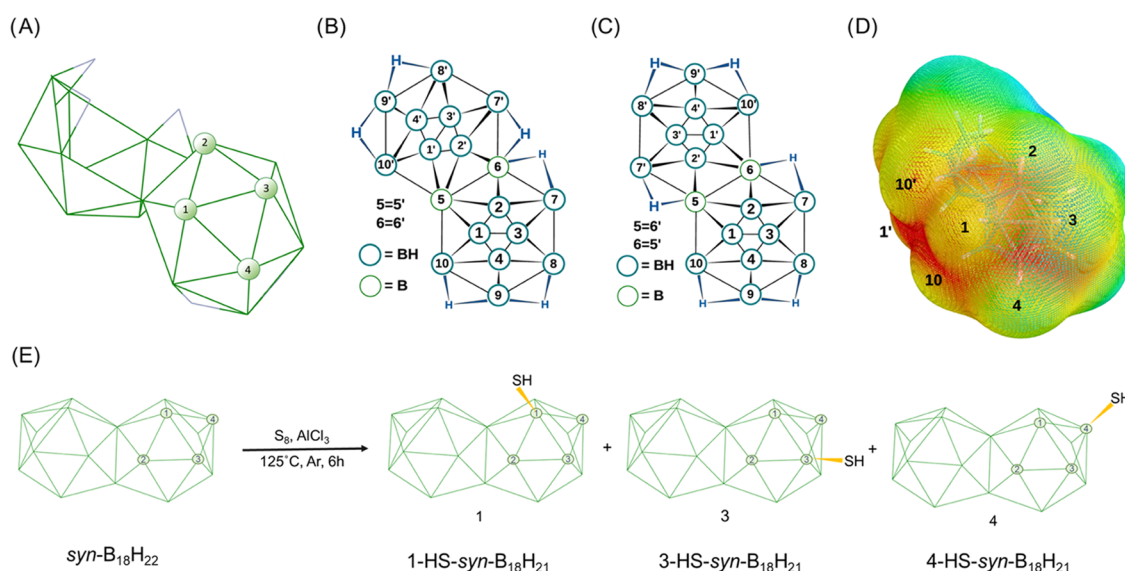 (A)
(B)
(C)
(D)
2
3
1
4
H
8'
9'
7'
4'
3'
H
1'
2'
H
10'
6
H
5
2
7
5=5'
6=6'
1
3
= BH
10
4
8
= B
H
9
H
H
9'
H
8'
10'
4'
3'
1'
7'
2'
6
H
H
5
2
7
5=6'
6=5'
1
3
= BH
10
4
8
= B
H
9
H
2
10'
1
3
1'
10
4
(E)
1
4
2
3
S₈, AlCl₃
125°C, Ar, 6h
SH
1
4
2
3
1
+
1
4
2
3
SH
3
+
SH
4
1
2
3
4
syn-B₁₈H₂₂
1-HS-syn-B₁₈H₂₁
3-HS-syn-B₁₈H₂₁
4-HS-syn-B₁₈H₂₁